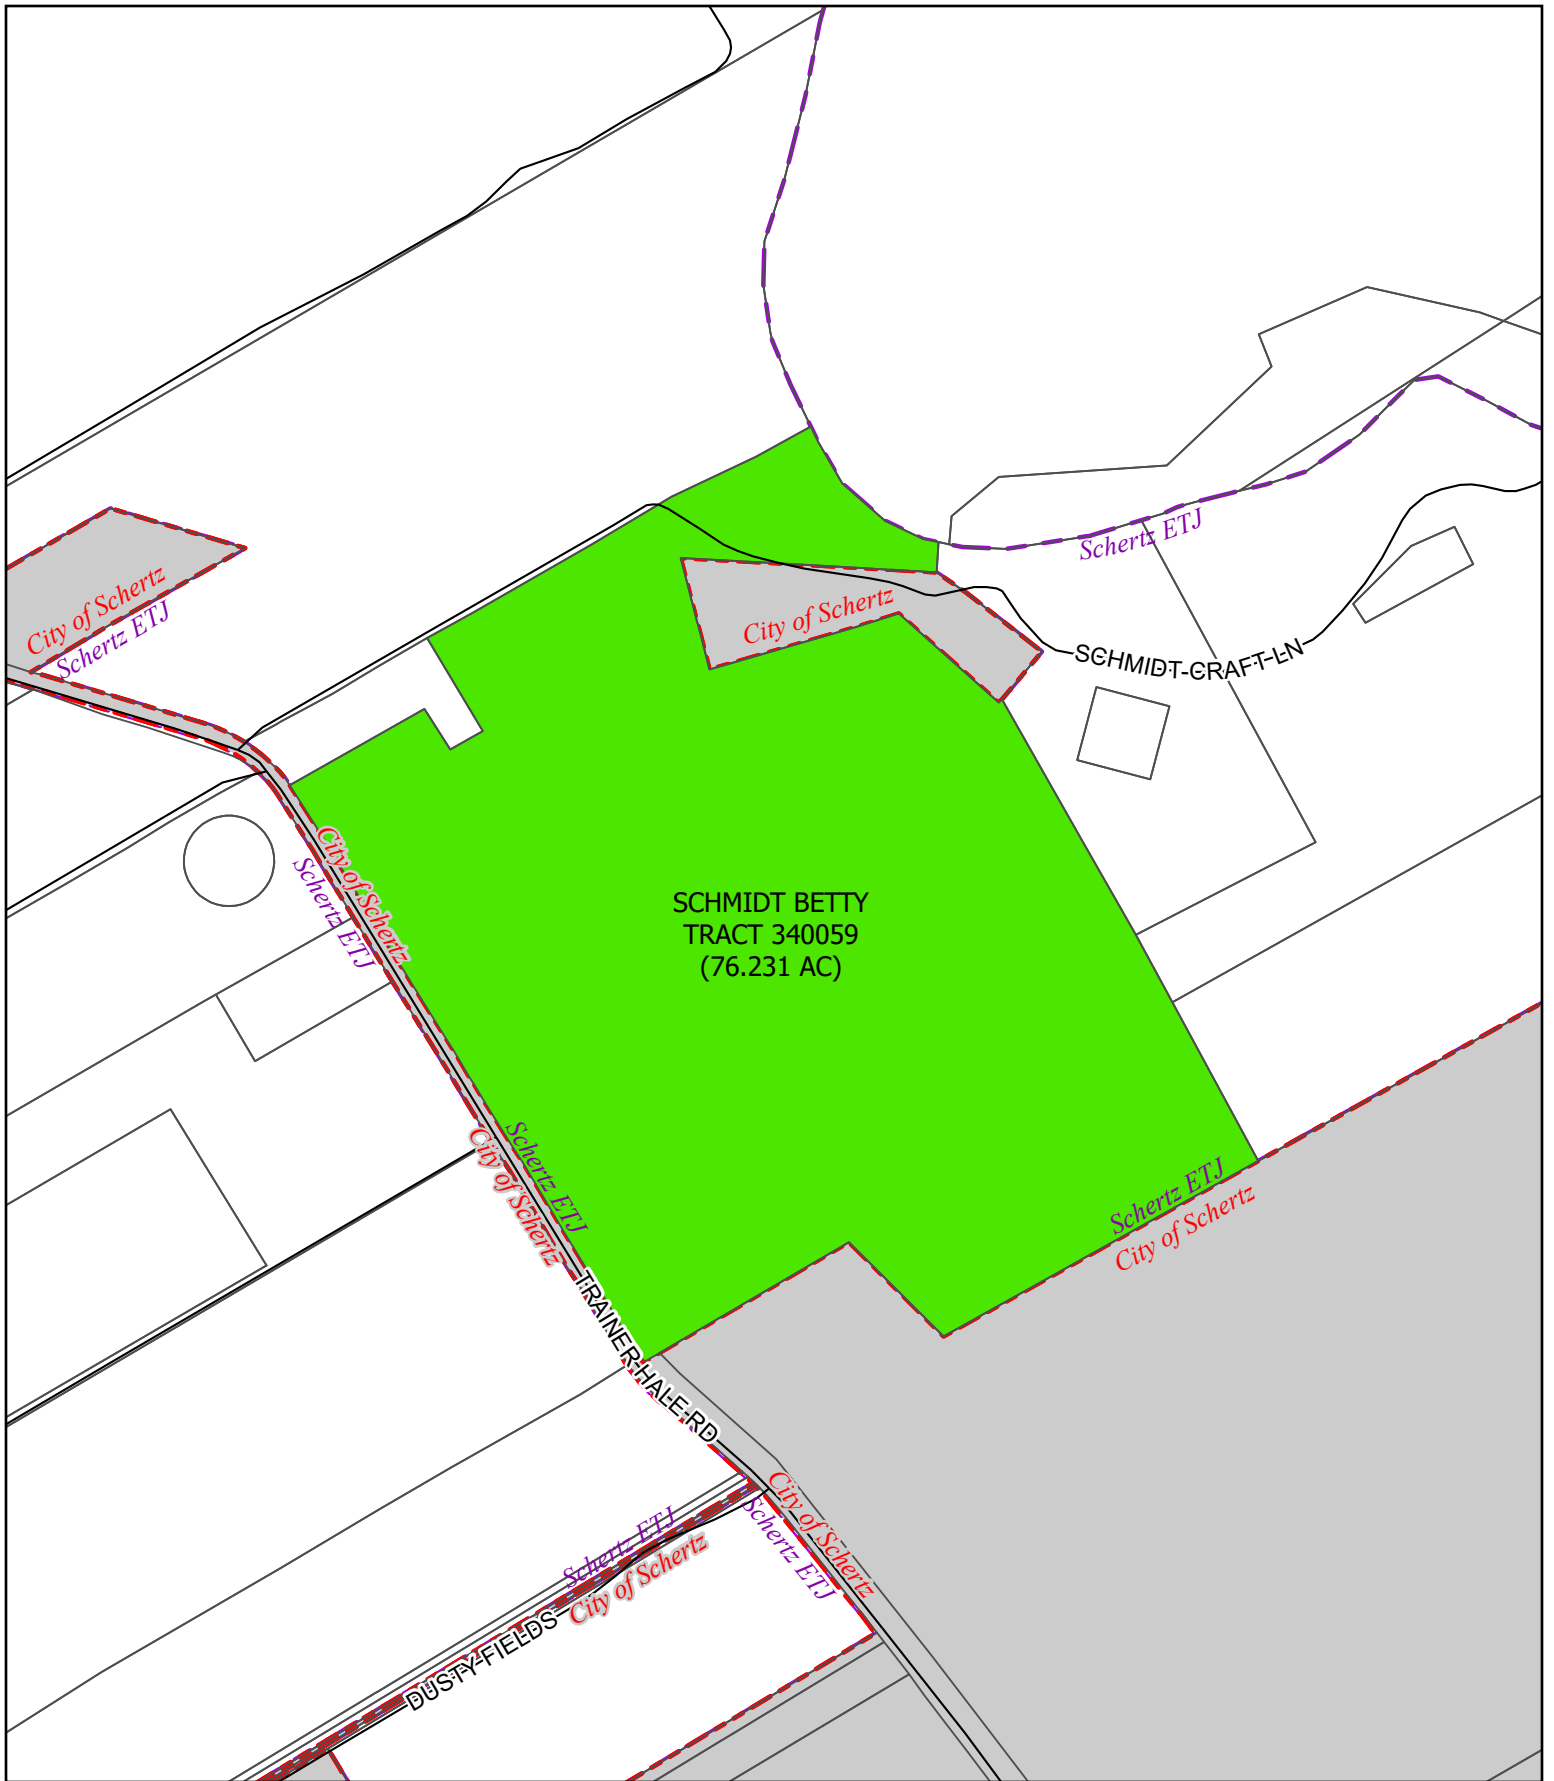 Schertz ETJ
City of Schertz
City of Schertz
Schertz ETJ
SCHMIDT-CRAFT-LN
City of Schertz
Schertz ETJ
SCHMIDT BETTY
TRACT 340059
(76.231 AC)
Schertz ETJ
City of Schertz
Schertz ETJ
City of Schertz
TRAINER-HALE-RD
City of Schertz
Schertz ETJ
Schertz ETJ
City of Schertz
DUSTY-FIELDS